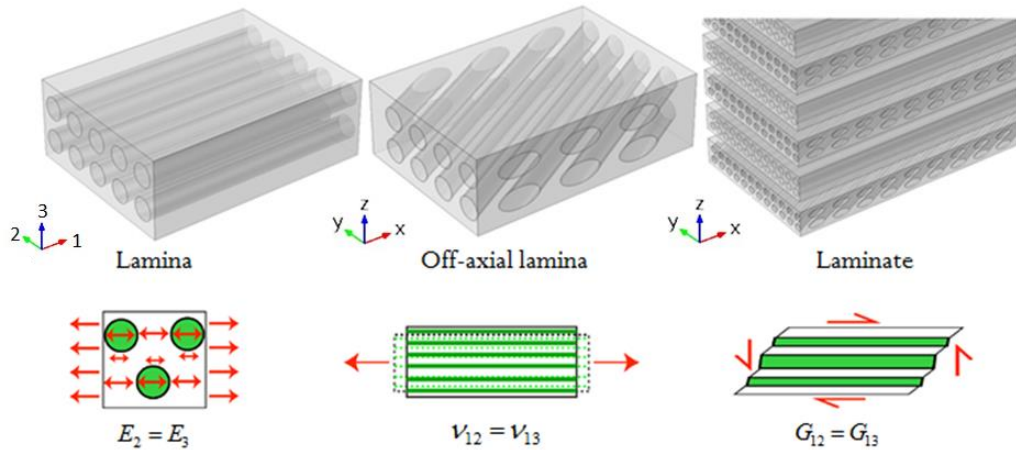 3
2
1
z
y
x
z
y
x
Lamina
Off-axial lamina
Laminate
E₂ = E₃
ν₁₂ = ν₁₃
G₁₂ = G₁₃